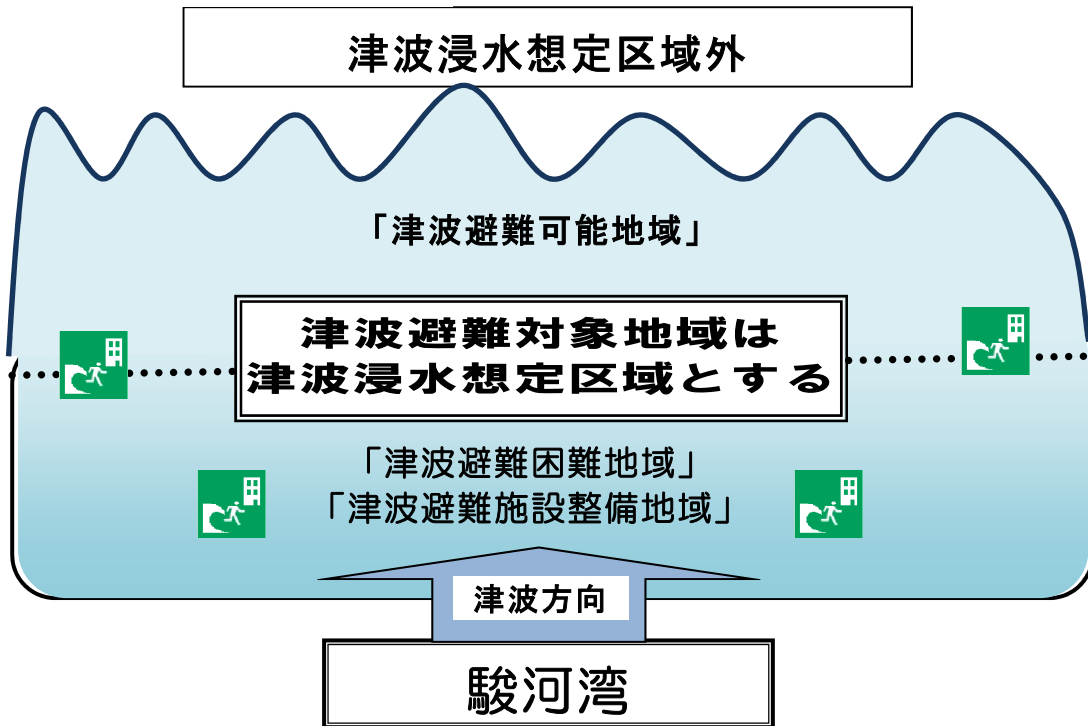 津波浸水想定区域外
「津波避難可能地域」
津波避難対象地域は
津波浸水想定区域とする
「津波避難困難地域」
「津波避難施設整備地域」
津波方向
駿河湾